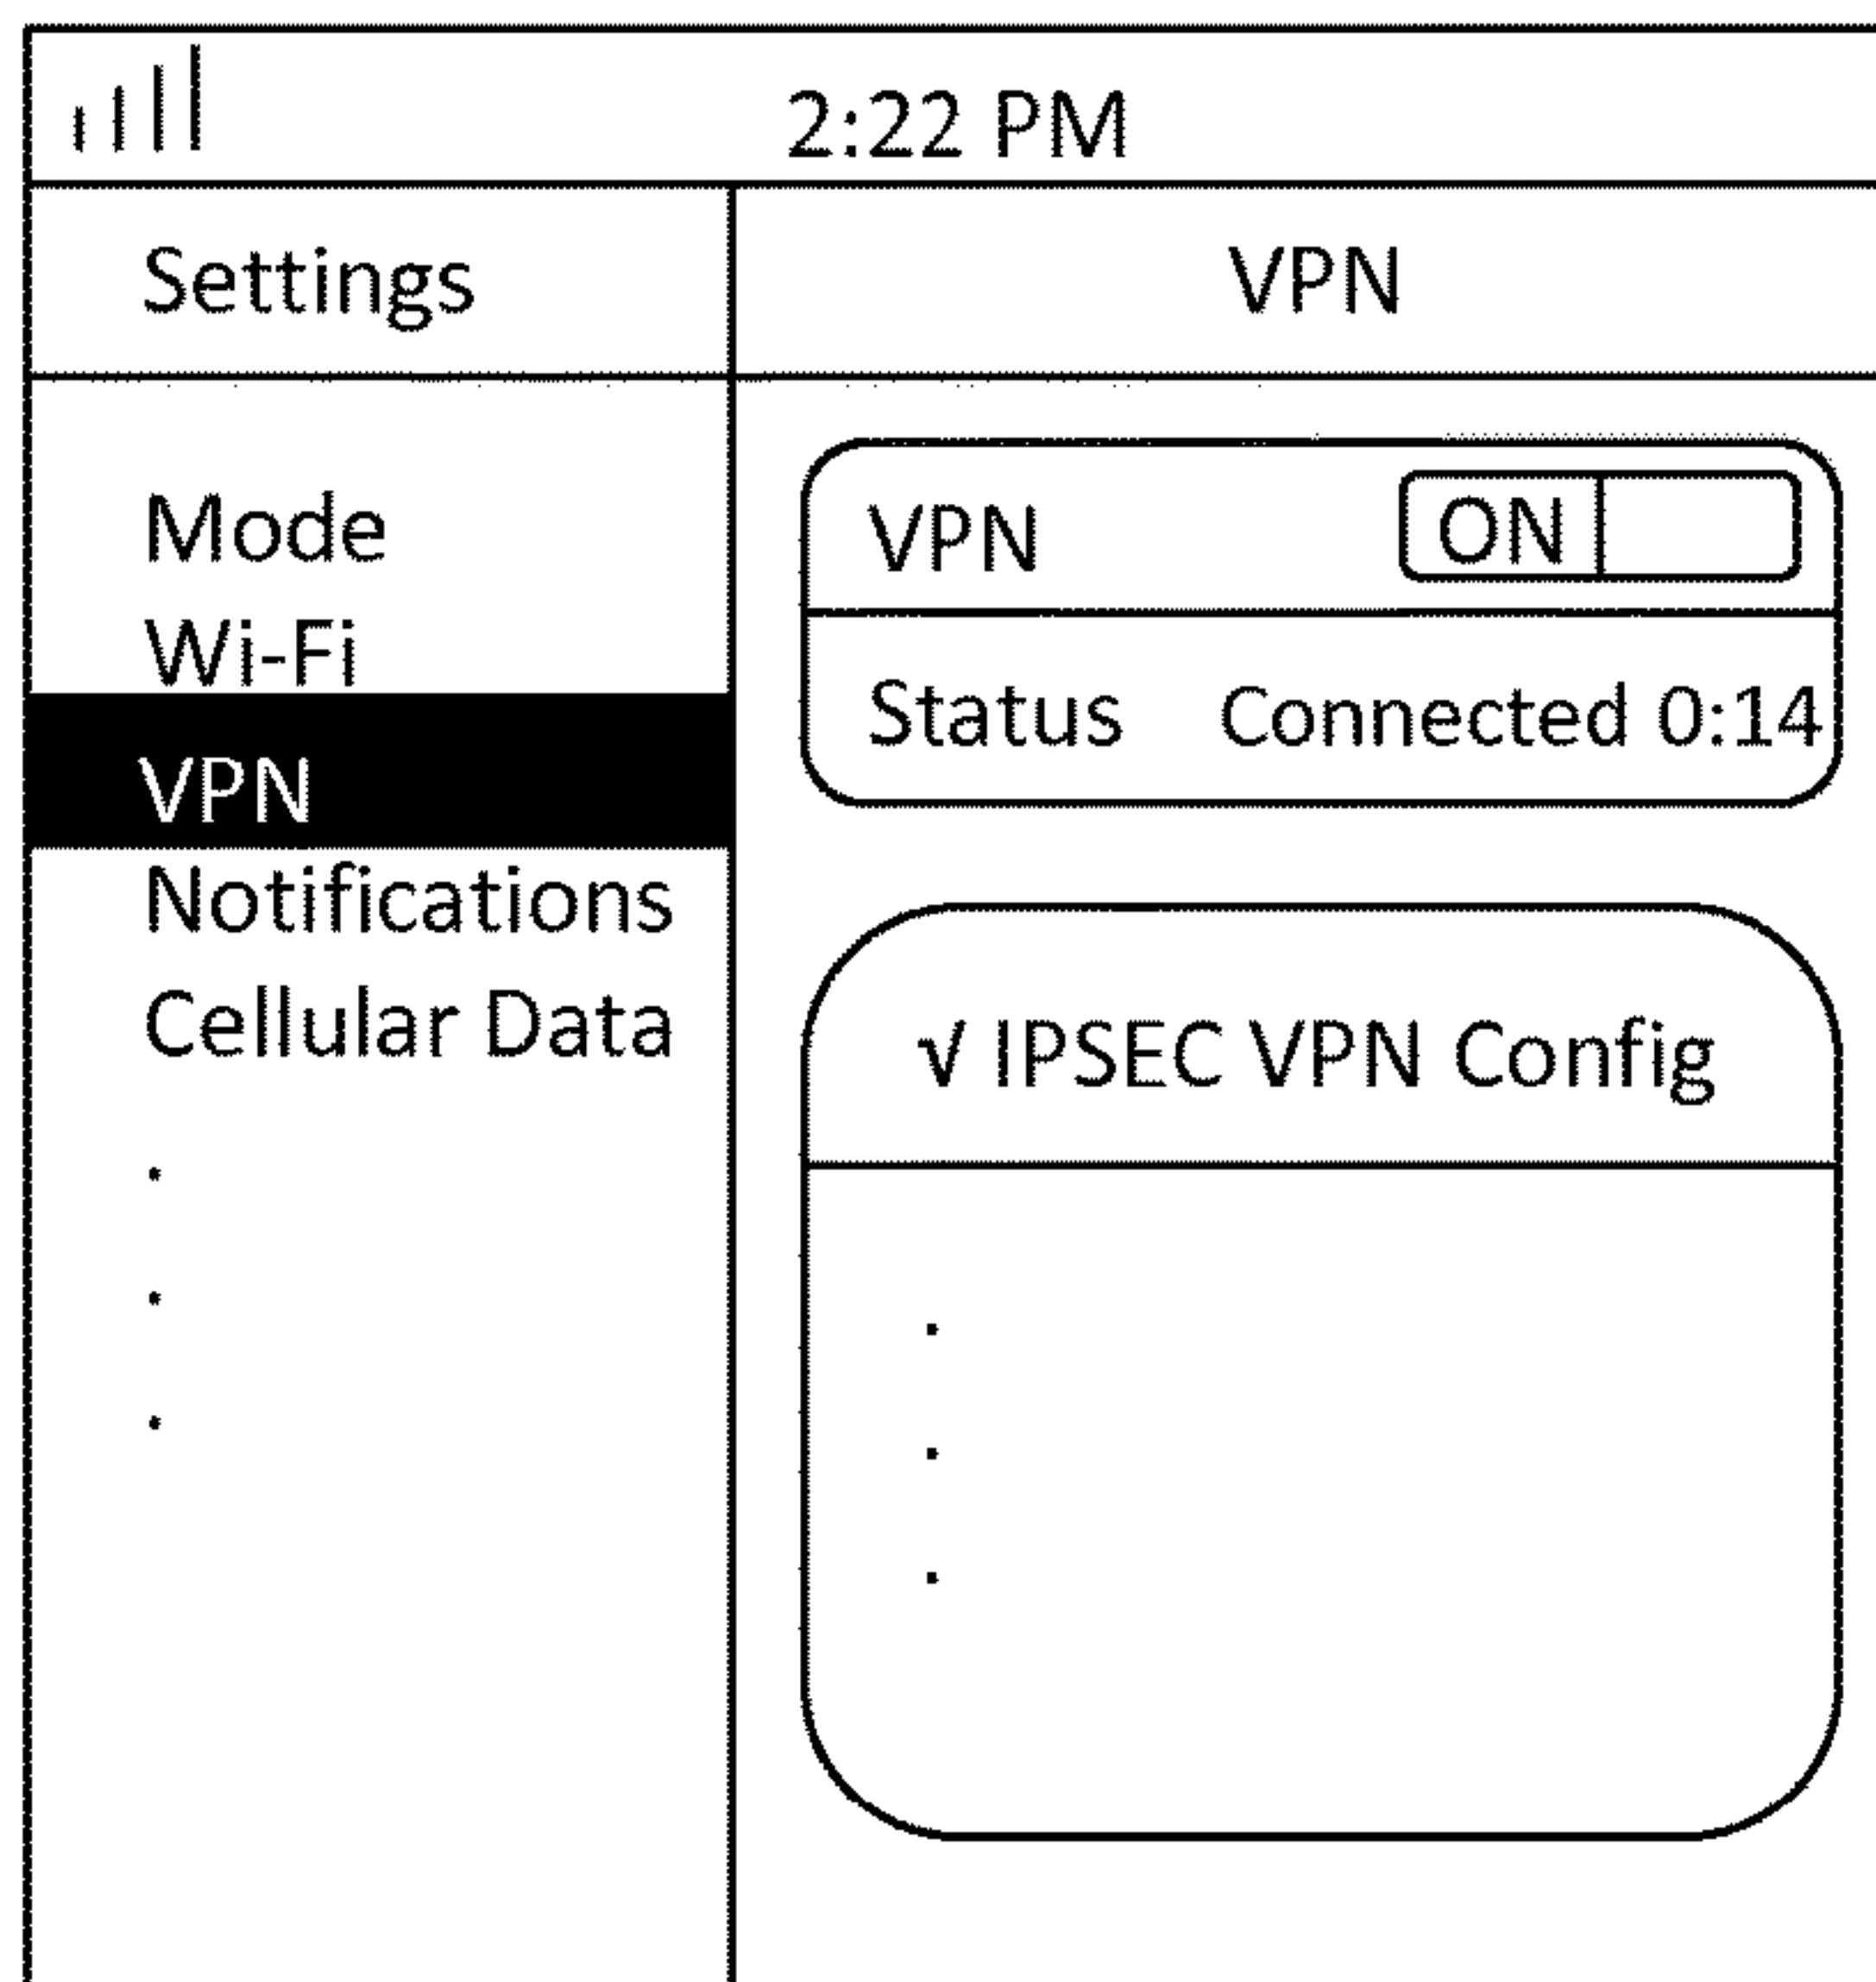 2:22 PM
Settings
VPN
Mode
Wi-Fi
VPN
Notifications
Cellular Data
.
.
.
VPN ON
Status Connected 0:14
√ IPSEC VPN Config
.
.
.